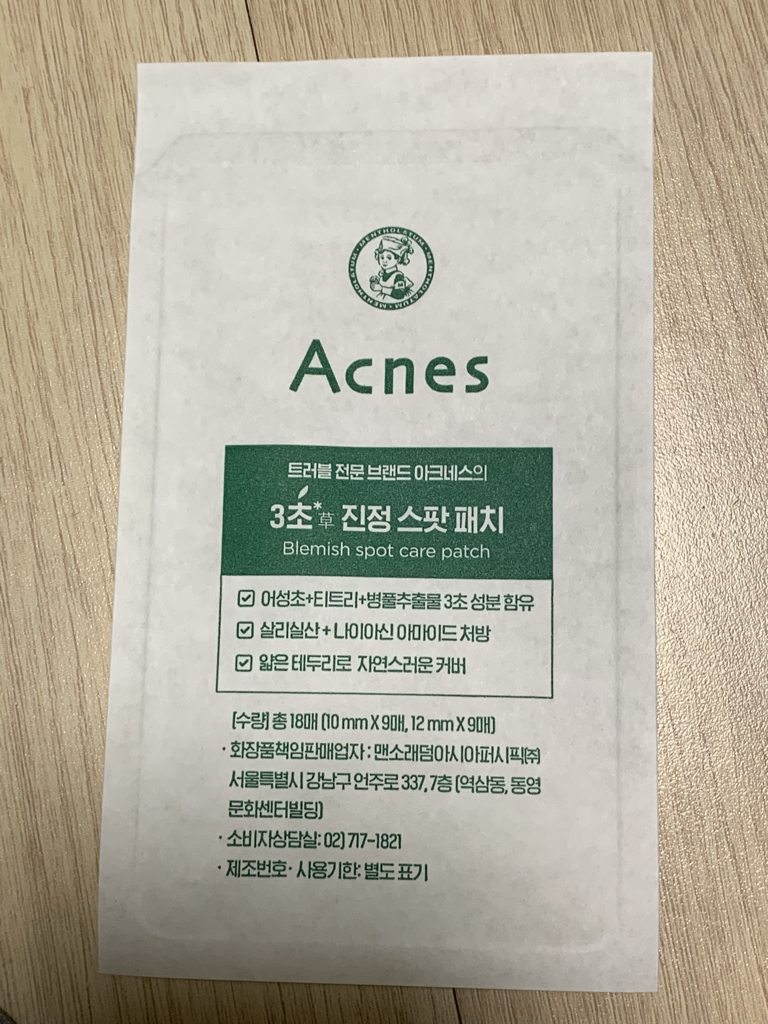 MENTHOLATUM · MENTHOLATUM · MENTHOLATUM ·
Acnes
트러블 전문 브랜드 아크네스의
3초*草 진정 스팟 패치
Blemish spot care patch
어성초+티트리+병풀추출물 3초 성분 함유
살리실산 + 나이아신 아마이드 처방
얇은 테두리로 자연스러운 커버
[수량] 총 18매 (10 mm X 9매, 12 mm X 9매)
· 화장품책임판매업자 : 맨소래덤아시아퍼시픽㈜
서울특별시 강남구 언주로 337, 7층 (역삼동, 동영
문화센터빌딩)
· 소비자상담실: 02) 717-1821
· 제조번호· 사용기한: 별도 표기